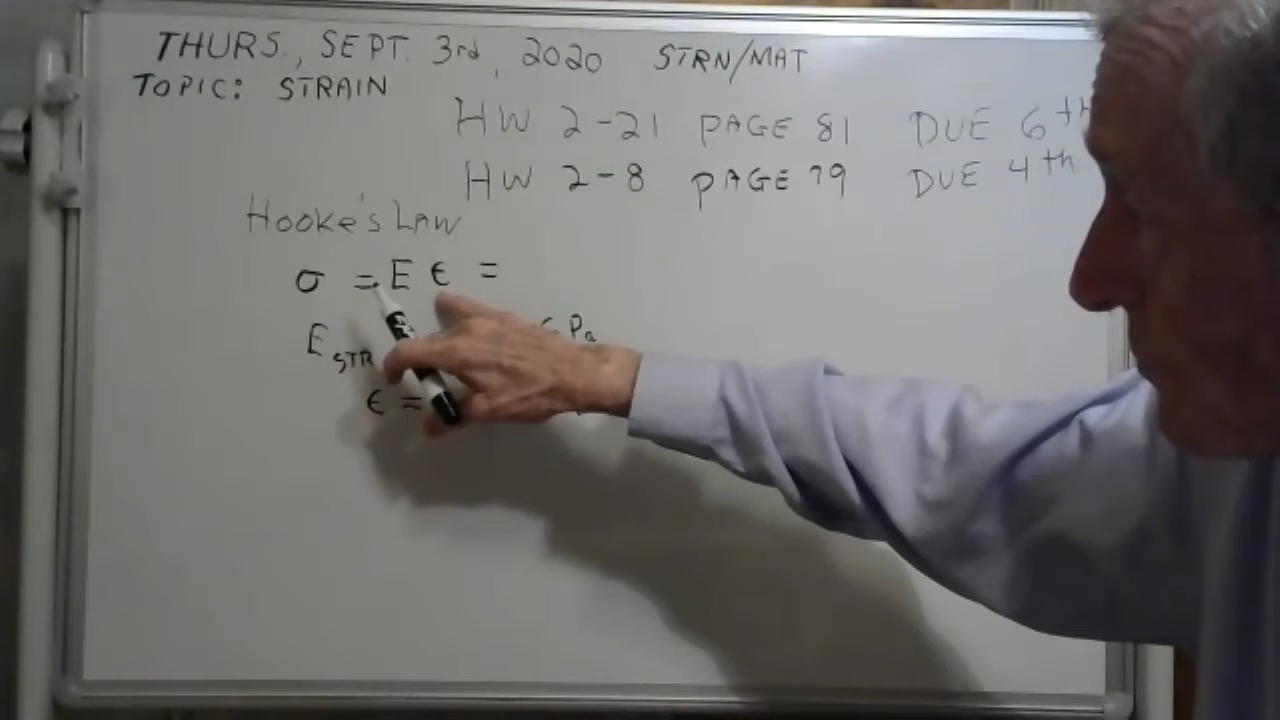 THURS., SEPT. 3rd, 2020 STRN/MAT
TOPIC: STRAIN
HW 2-21 PAGE 81 DUE 6th
HW 2-8 PAGE 79 DUE 4th
Hooke's LAW
σ = E ϵ =
E STR GPa
ϵ =